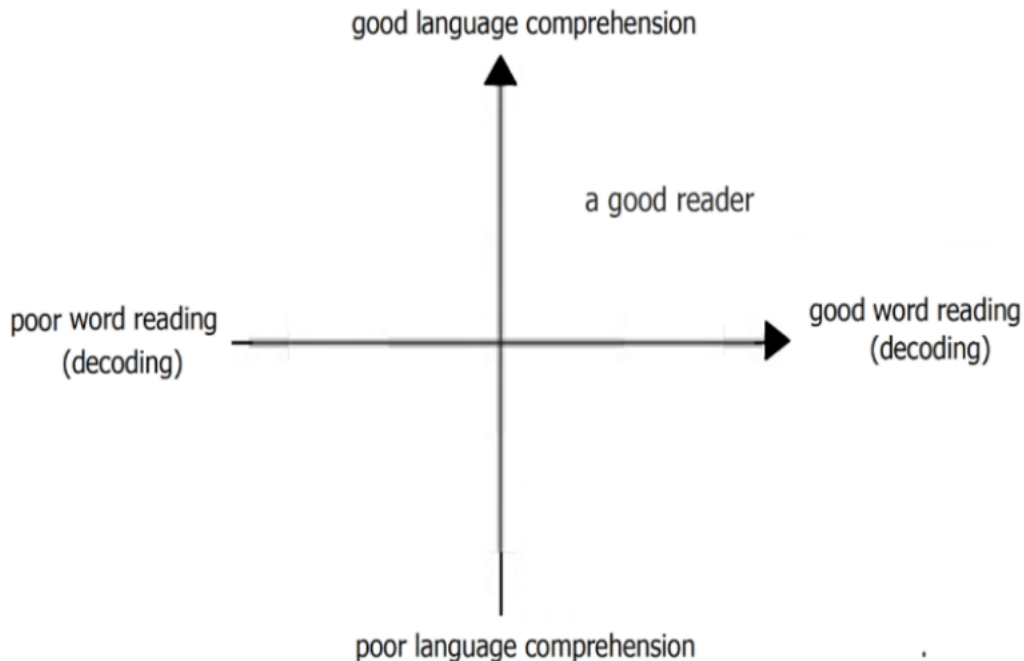 good language comprehension
a good reader
poor word reading
(decoding)
good word reading
(decoding)
poor language comprehension